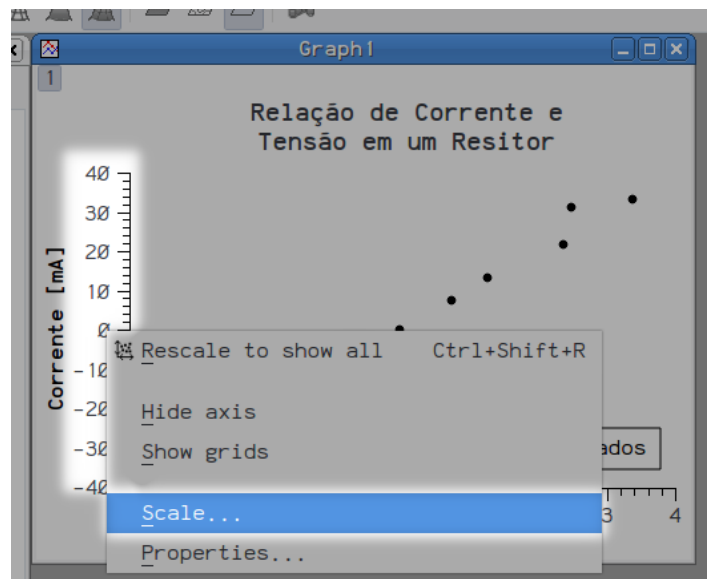 Graph1
1
Relação de Corrente e
Tensão em um Resitor
40
30
20
10
0
-10
-20
-30
-40
Corrente [mA]
Rescale to show all Ctrl+Shift+R
Hide axis
Show grids
Scale...
Properties...
ados
3 4